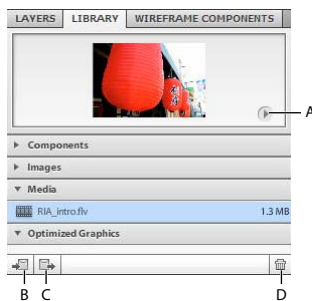 LAYERS LIBRARY WIREFRAME COMPONENTS
A
Components
Images
Media
RIA_intro.flv 1.3 MB
Optimized Graphics
B C D